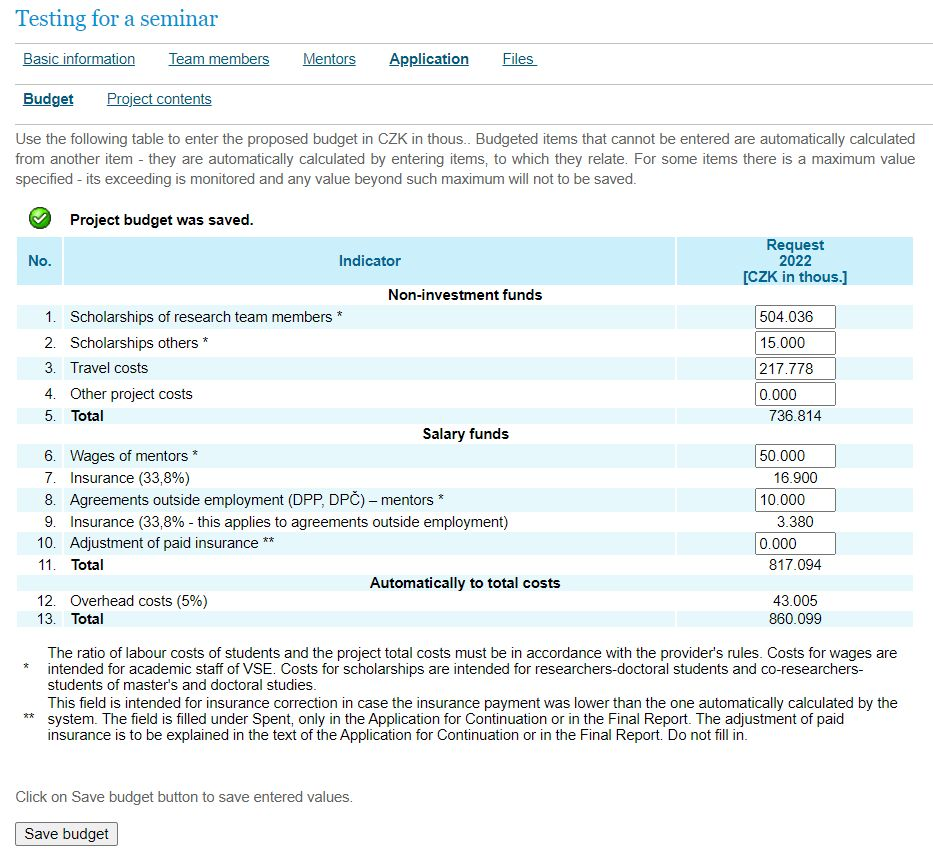 Testing for a seminar
Basic information Team members Mentors Application Files
Budget Project contents
Use the following table to enter the proposed budget in CZK in thous.. Budgeted items that cannot be entered are automatically calculated
from another item - they are automatically calculated by entering items, to which they relate. For some items there is a maximum value
specified - its exceeding is monitored and any value beyond such maximum will not to be saved.
Project budget was saved.
No. Indicator Request 2022 [CZK in thous.]
Non-investment funds
1. Scholarships of research team members * 504.036
2. Scholarships others * 15.000
3. Travel costs 217.778
4. Other project costs 0.000
5. Total 736.814
Salary funds
6. Wages of mentors * 50.000
7. Insurance (33,8%) 16.900
8. Agreements outside employment (DPP, DPČ) – mentors * 10.000
9. Insurance (33,8% - this applies to agreements outside employment) 3.380
10. Adjustment of paid insurance ** 0.000
11. Total 817.094
Automatically to total costs
12. Overhead costs (5%) 43.005
13. Total 860.099
The ratio of labour costs of students and the project total costs must be in accordance with the provider's rules. Costs for wages are
* intended for academic staff of VSE. Costs for scholarships are intended for researchers-doctoral students and co-researchers-
students of master's and doctoral studies.
This field is intended for insurance correction in case the insurance payment was lower than the one automatically calculated by the
** system. The field is filled under Spent, only in the Application for Continuation or in the Final Report. The adjustment of paid
insurance is to be explained in the text of the Application for Continuation or in the Final Report. Do not fill in.
Click on Save budget button to save entered values.
Save budget